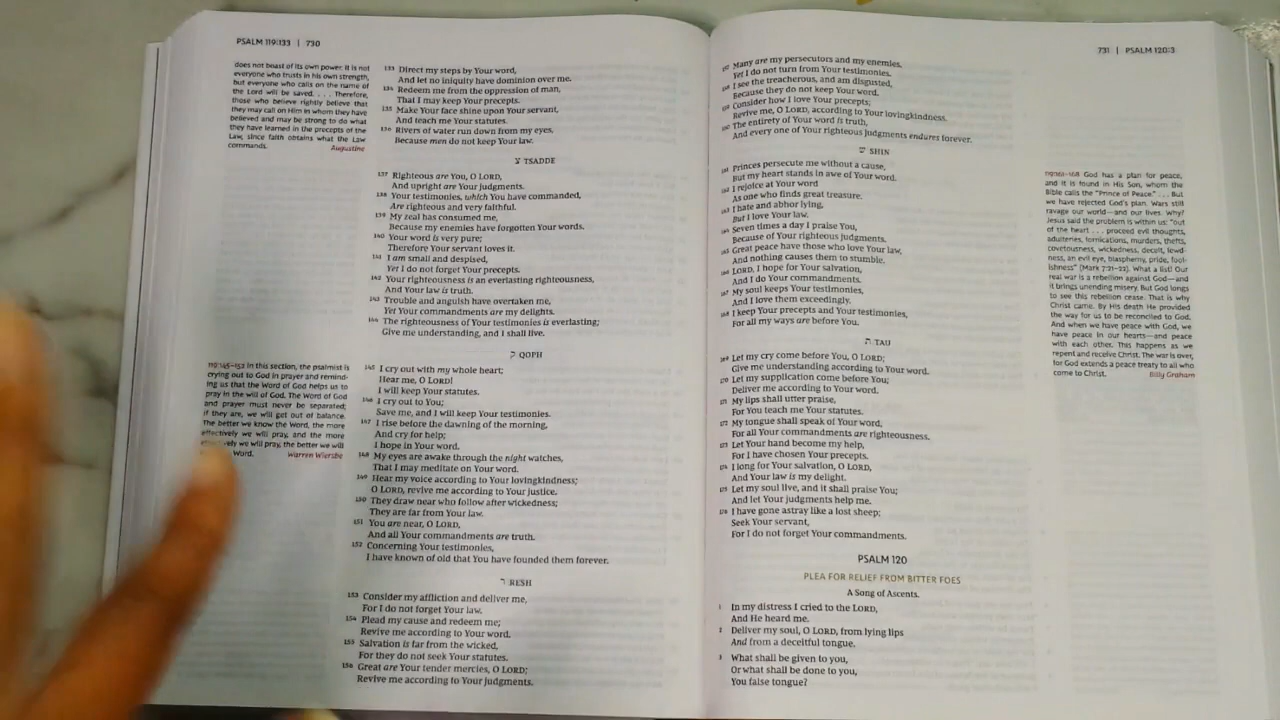 PSALM 119:133 | 730
does not boast of its own power. It is not
everyone who trusts in his own strength,
but everyone who calls on the name of
the Lord will be saved. . . . Therefore,
those who believe rightly believe that
they may call on Him in whom they have
believed and may be strong to do what
they have learned in the precepts of the
Law, since faith obtains what the Law
commands. Augustine
119:145–152 In this section, the psalmist is
crying out to God in prayer and remind-
ing us that the Word of God helps us to
pray in the will of God. The Word of God
and prayer must never be separated;
if they are, we will get out of balance.
The better we know the Word, the more
effectively we will pray, and the more
we will pray, the better we will
Word. Warren Wiersbe
133 Direct my steps by Your word,
And let no iniquity have dominion over me.
134 Redeem me from the oppression of man,
That I may keep Your precepts.
135 Make Your face shine upon Your servant,
And teach me Your statutes.
136 Rivers of water run down from my eyes,
Because men do not keep Your law.
צ TSADDE
137 Righteous are You, O LORD,
And upright are Your judgments.
138 Your testimonies, which You have commanded,
Are righteous and very faithful.
139 My zeal has consumed me,
Because my enemies have forgotten Your words.
140 Your word is very pure;
Therefore Your servant loves it.
141 I am small and despised,
Yet I do not forget Your precepts.
142 Your righteousness is an everlasting righteousness,
And Your law is truth.
143 Trouble and anguish have overtaken me,
Yet Your commandments are my delights.
144 The righteousness of Your testimonies is everlasting;
Give me understanding, and I shall live.
ק QOPH
145 I cry out with my whole heart;
Hear me, O LORD!
I will keep Your statutes.
146 I cry out to You;
Save me, and I will keep Your testimonies.
147 I rise before the dawning of the morning,
And cry for help;
I hope in Your word.
148 My eyes are awake through the night watches,
That I may meditate on Your word.
149 Hear my voice according to Your lovingkindness;
O LORD, revive me according to Your justice.
150 They draw near who follow after wickedness;
They are far from Your law.
151 You are near, O LORD,
And all Your commandments are truth.
152 Concerning Your testimonies,
I have known of old that You have founded them forever.
ר RESH
153 Consider my affliction and deliver me,
For I do not forget Your law.
154 Plead my cause and redeem me;
Revive me according to Your word.
155 Salvation is far from the wicked,
For they do not seek Your statutes.
156 Great are Your tender mercies, O LORD;
Revive me according to Your judgments.
731 | PSALM 120:3
157 Many are my persecutors and my enemies,
Yet I do not turn from Your testimonies.
158 I see the treacherous, and am disgusted,
Because they do not keep Your word.
159 Consider how I love Your precepts;
Revive me, O LORD, according to Your lovingkindness.
160 The entirety of Your word is truth,
And every one of Your righteous judgments endures forever.
ש SHIN
161 Princes persecute me without a cause,
But my heart stands in awe of Your word.
162 I rejoice at Your word
As one who finds great treasure.
163 I hate and abhor lying,
But I love Your law.
164 Seven times a day I praise You,
Because of Your righteous judgments.
165 Great peace have those who love Your law,
And nothing causes them to stumble.
166 LORD, I hope for Your salvation,
And I do Your commandments.
167 My soul keeps Your testimonies,
And I love them exceedingly.
168 I keep Your precepts and Your testimonies,
For all my ways are before You.
ת TAU
169 Let my cry come before You, O LORD;
Give me understanding according to Your word.
170 Let my supplication come before You;
Deliver me according to Your word.
171 My lips shall utter praise,
For You teach me Your statutes.
172 My tongue shall speak of Your word,
For all Your commandments are righteousness.
173 Let Your hand become my help,
For I have chosen Your precepts.
174 I long for Your salvation, O LORD,
And Your law is my delight.
175 Let my soul live, and it shall praise You;
And let Your judgments help me.
176 I have gone astray like a lost sheep;
Seek Your servant,
For I do not forget Your commandments.
PSALM 120
PLEA FOR RELIEF FROM BITTER FOES
A Song of Ascents.
1 In my distress I cried to the LORD,
And He heard me.
2 Deliver my soul, O LORD, from lying lips
And from a deceitful tongue.
3 What shall be given to you,
Or what shall be done to you,
You false tongue?
119:161–168 God has a plan for peace,
and it is found in His Son, whom the
Bible calls the "Prince of Peace." . . . But
we have rejected God's plan. Wars still
ravage our world—and our lives. Why?
Jesus said the problem is within us: "out
of the heart . . . proceed evil thoughts,
adulteries, fornications, murders, thefts,
covetousness, wickedness, deceit, lewd-
ness, an evil eye, blasphemy, pride, fool-
ishness" (Mark 7:21–22). What a list! Our
real war is a rebellion against God—and
it brings unending misery. But God longs
to see this rebellion cease. That is why
Christ came. By His death He provided
the way for us to be reconciled to God.
And when we have peace with God, we
have peace in our hearts—and peace
with each other. This happens as we
repent and receive Christ. The war is over,
for God extends a peace treaty to all who
come to Christ. Billy Graham